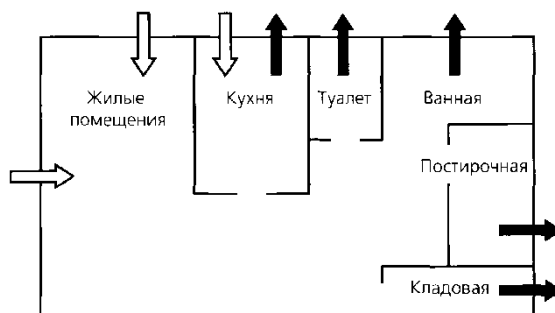 Жилые
помещения
Кухня
Туалет
Ванная
Постирочная
Кладовая